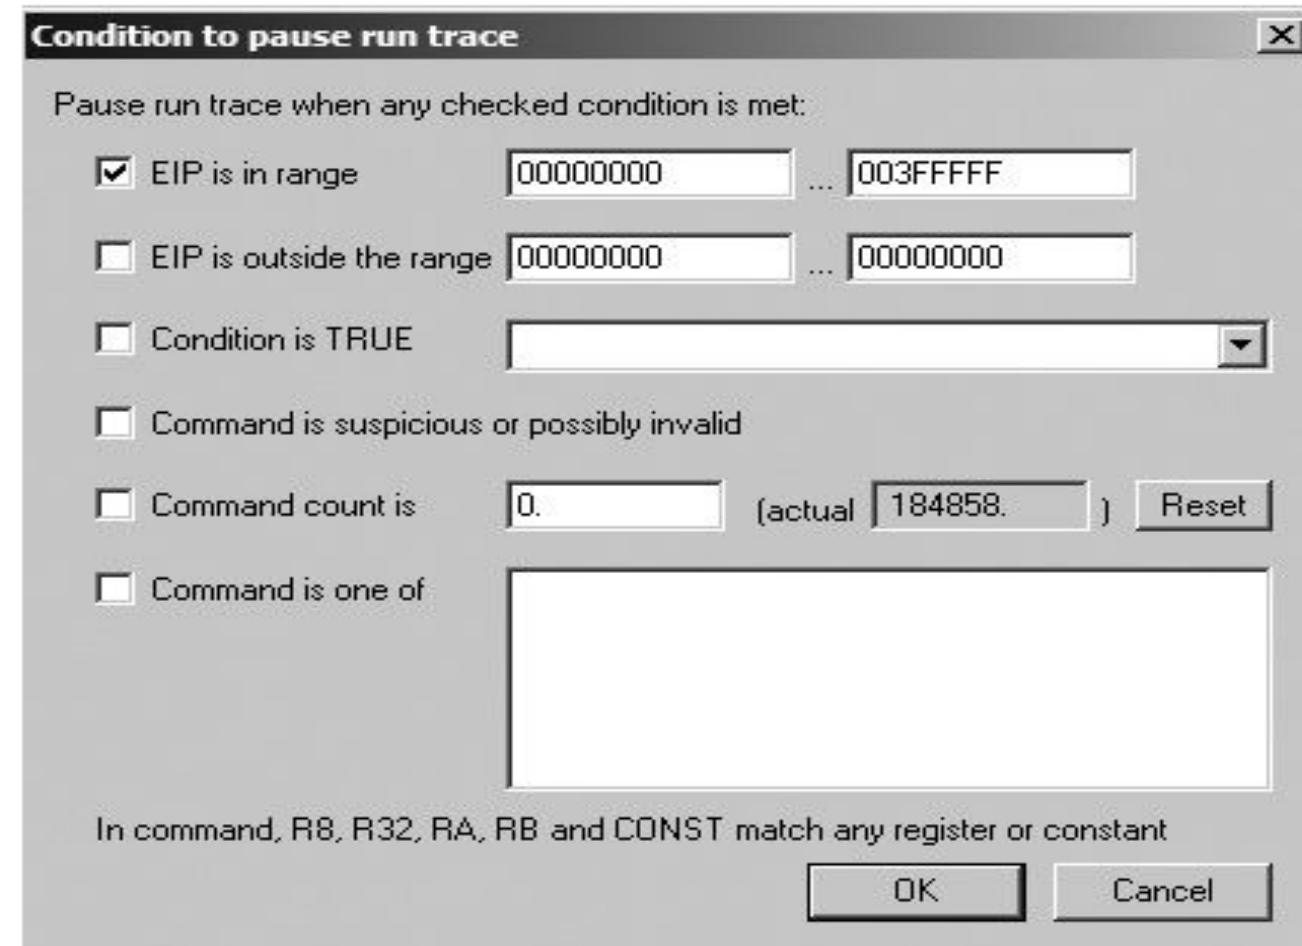 Condition to pause run trace
Pause run trace when any checked condition is met:
EIP is in range 00000000 ... 003FFFFF
EIP is outside the range 00000000 ... 00000000
Condition is TRUE
Command is suspicious or possibly invalid
Command count is 0. (actual 184858. ) Reset
Command is one of
In command, R8, R32, RA, RB and CONST match any register or constant
OK Cancel